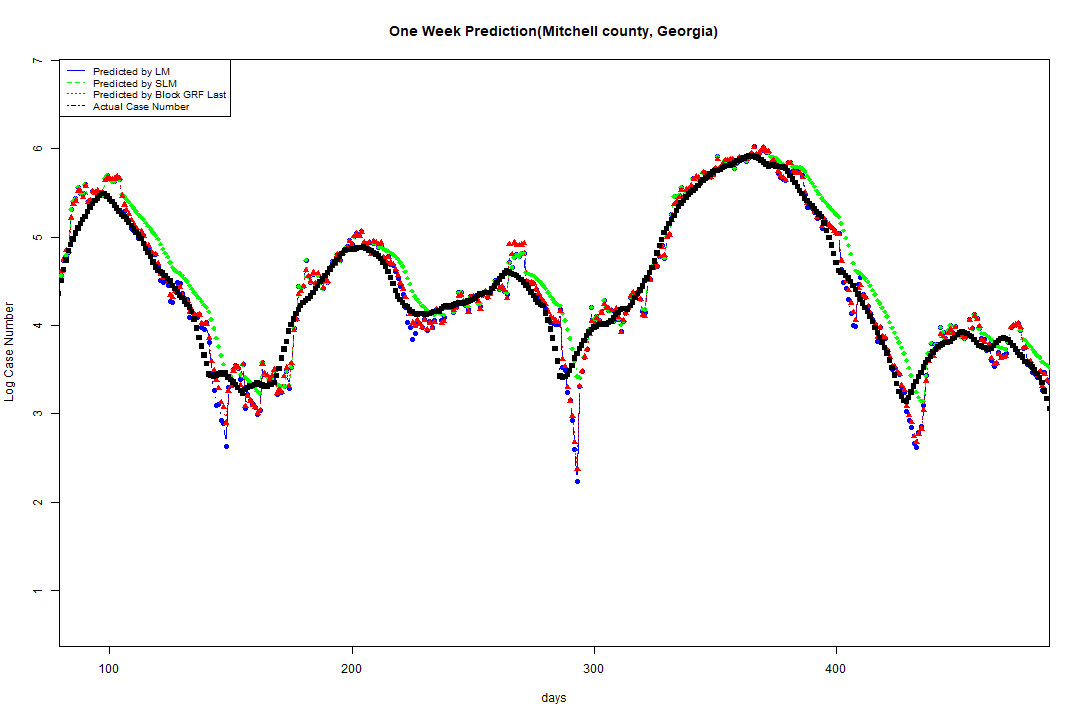 One Week Prediction(Mitchell county, Georgia)
Predicted by LM
Predicted by SLM
Predicted by Block GRF Last
Actual Case Number
7
6
5
4
3
2
1
Log Case Number
100 200 300 400
days